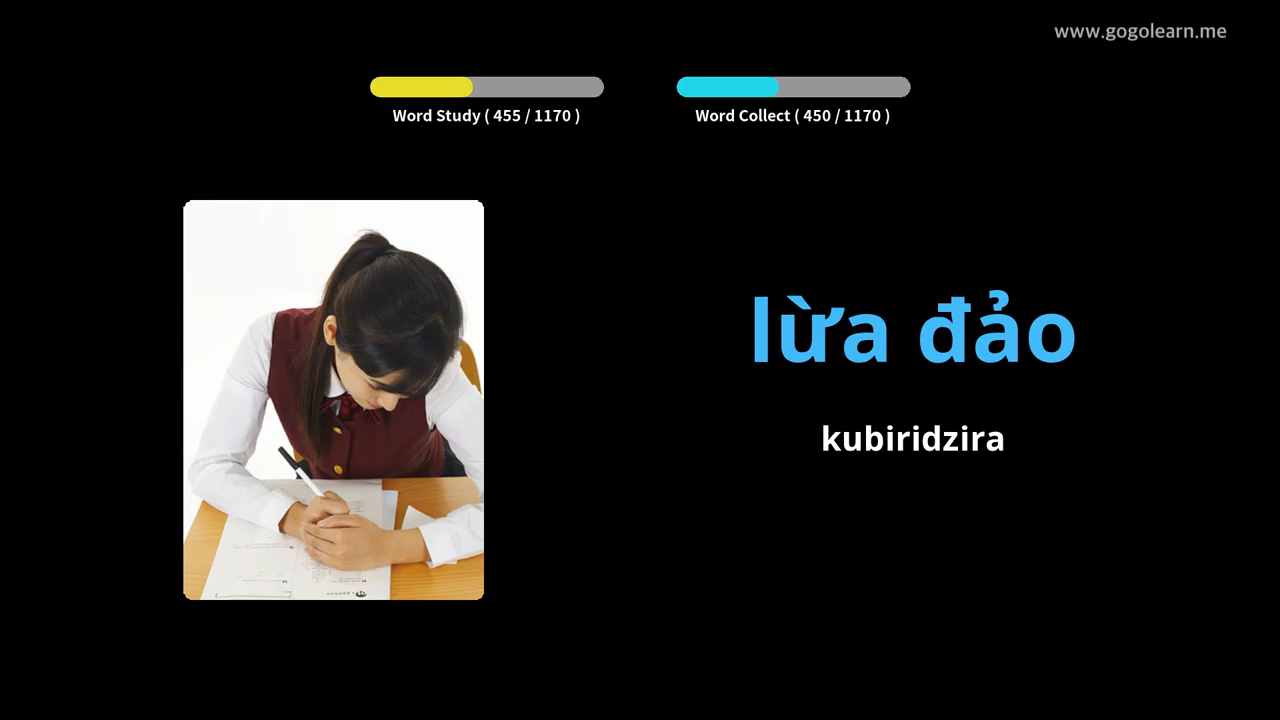 www.gogolearn.me
Word Study ( 455 / 1170 )
Word Collect ( 450 / 1170 )
lừa đảo
kubiridzira